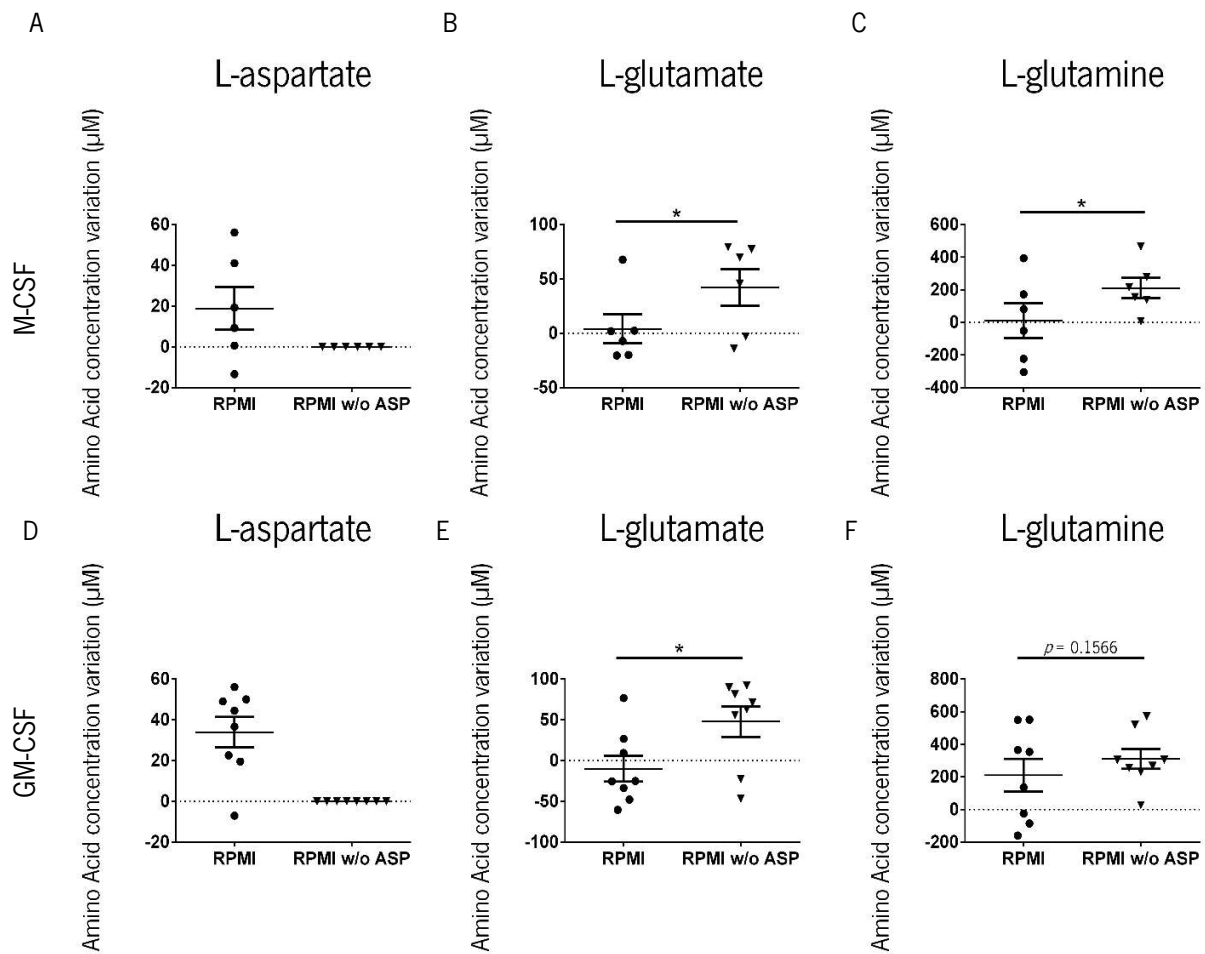 A
B
C
L-aspartate
L-glutamate
L-glutamine
M-CSF
Amino Acid concentration variation (µM)
60
40
20
0
-20
RPMI
RPMI w/o ASP
Amino Acid concentration variation (µM)
100
50
0
-50
*
RPMI
RPMI w/o ASP
Amino Acid concentration variation (µM)
600
400
200
0
-200
-400
*
RPMI
RPMI w/o ASP
D
E
F
L-aspartate
L-glutamate
L-glutamine
GM-CSF
Amino Acid concentration variation (µM)
60
40
20
0
-20
RPMI
RPMI w/o ASP
Amino Acid concentration variation (µM)
100
50
0
-50
-100
*
RPMI
RPMI w/o ASP
Amino Acid concentration variation (µM)
800
600
400
200
0
-200
p = 0.1566
RPMI
RPMI w/o ASP